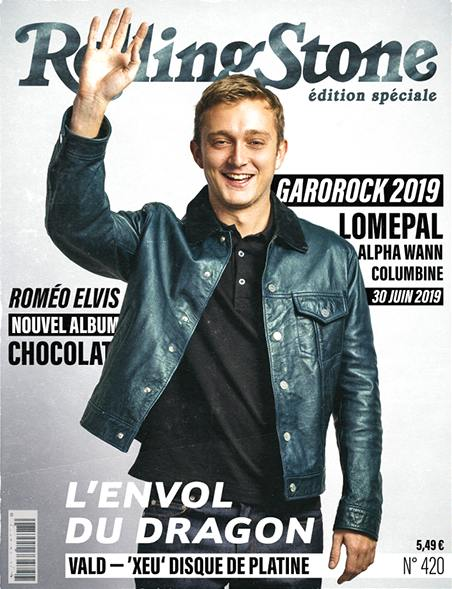 RollingStone
édition spéciale
GAROROCK 2019
LOMEPAL
ALPHA WANN
COLUMBINE
30 JUIN 2019
ROMÉO ELVIS
NOUVEL ALBUM
CHOCOLAT
L'ENVOL
DU DRAGON
VALD – 'XEU' DISQUE DE PLATINE
5,49 €
N° 420